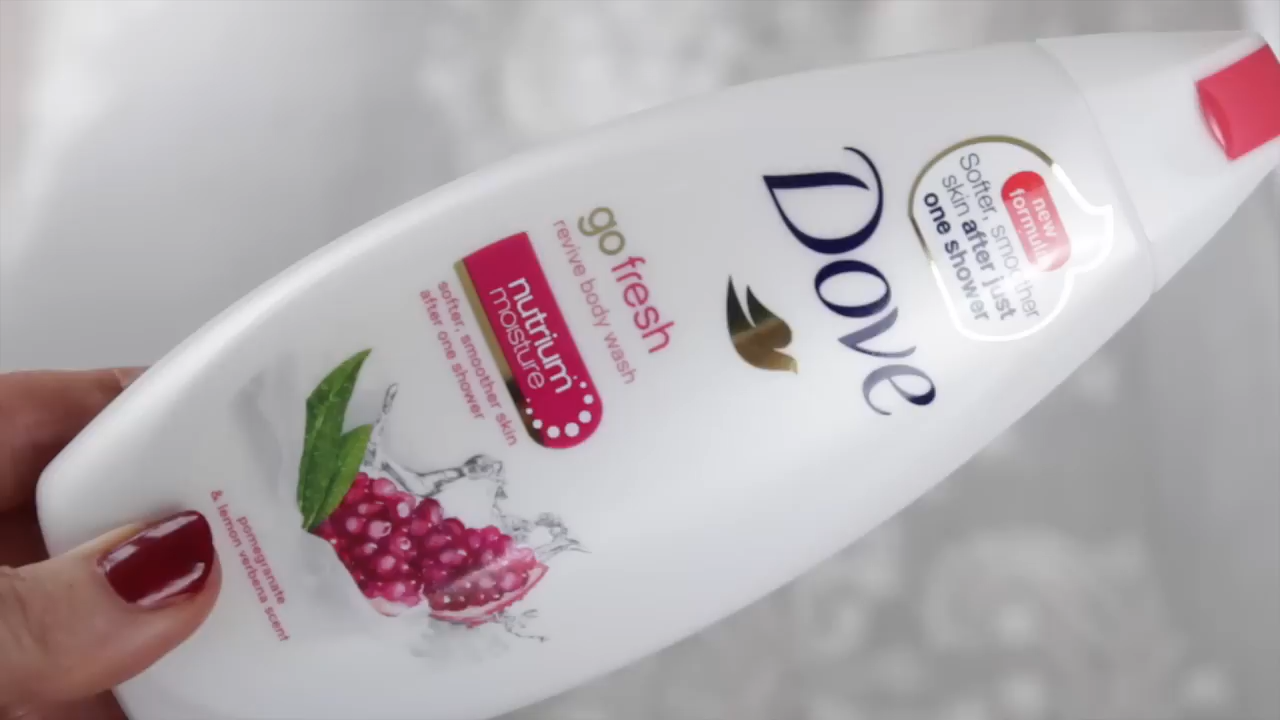 new
formula
Softer, smoother
skin after just
one shower
Dove
go fresh
revive body wash
nutrium
moisture
softer, smoother skin
after one shower
pomegranate
& lemon verbena scent